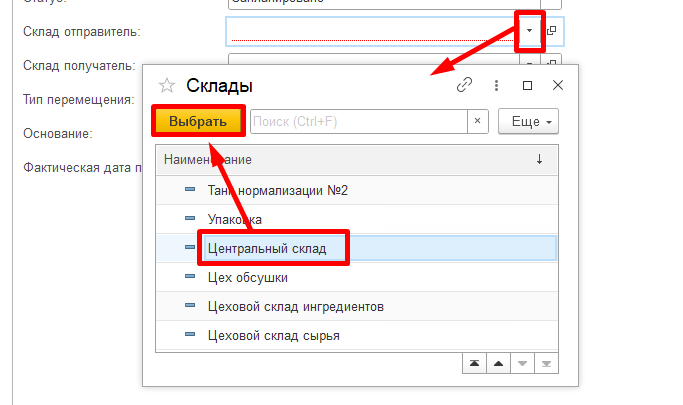 Статус: Запланировано
Склад отправитель:
Склад получатель:
Тип перемещения:
Основание:
Фактическая дата п
Склады
Выбрать
Поиск (Ctrl+F)
×
Еще
Наименование
Танк нормализации №2
Упаковка
Центральный склад
Цех обсушки
Цеховой склад ингредиентов
Цеховой склад сырья